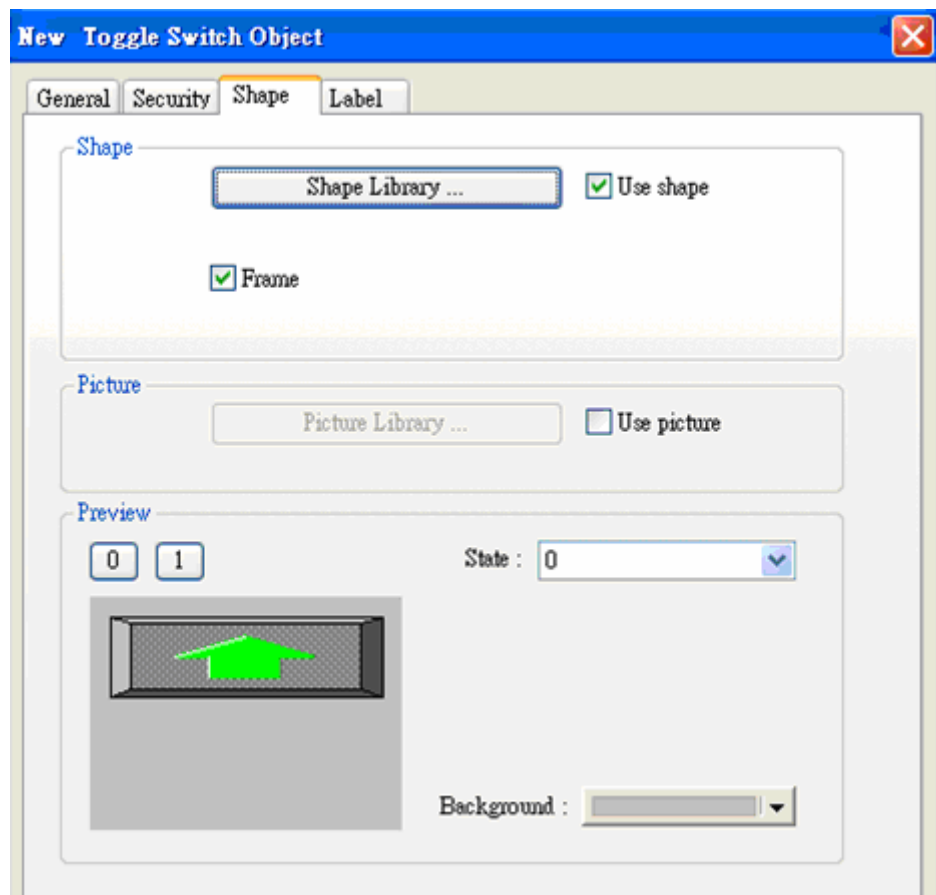 New Toggle Switch Object
General Security Shape Label
Shape
Shape Library ... Use shape
Frame
Picture
Picture Library ... Use picture
Preview
0 1 State : 0
Background :